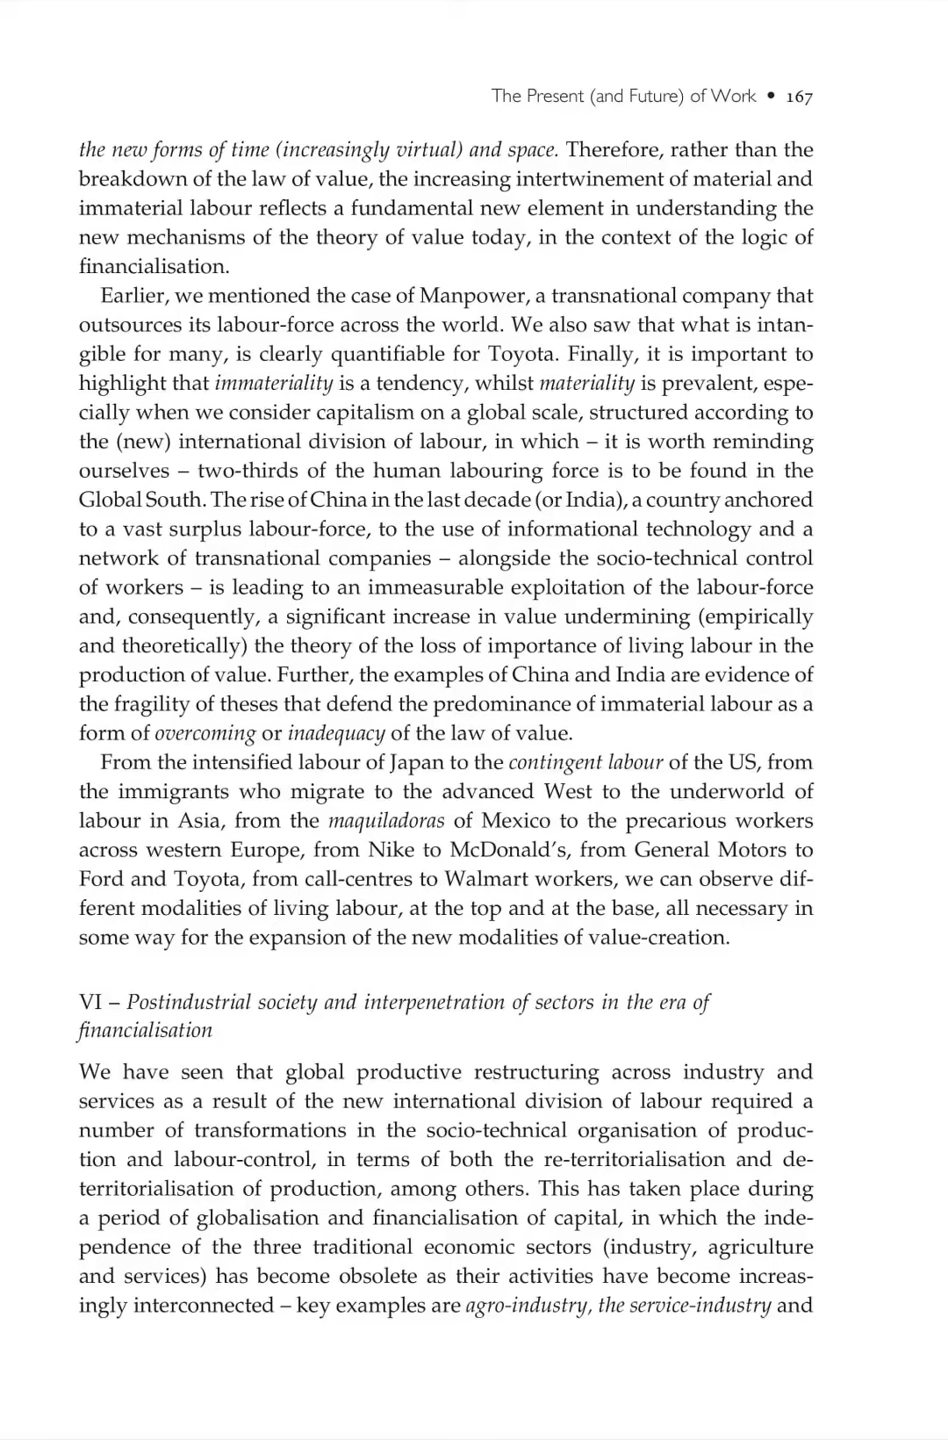 The Present (and Future) of Work • 167
the new forms of time (increasingly virtual) and space. Therefore, rather than the
breakdown of the law of value, the increasing intertwinement of material and
immaterial labour reflects a fundamental new element in understanding the
new mechanisms of the theory of value today, in the context of the logic of
financialisation.
Earlier, we mentioned the case of Manpower, a transnational company that
outsources its labour-force across the world. We also saw that what is intan-
gible for many, is clearly quantifiable for Toyota. Finally, it is important to
highlight that immateriality is a tendency, whilst materiality is prevalent, espe-
cially when we consider capitalism on a global scale, structured according to
the (new) international division of labour, in which – it is worth reminding
ourselves – two-thirds of the human labouring force is to be found in the
Global South. The rise of China in the last decade (or India), a country anchored
to a vast surplus labour-force, to the use of informational technology and a
network of transnational companies – alongside the socio-technical control
of workers – is leading to an immeasurable exploitation of the labour-force
and, consequently, a significant increase in value undermining (empirically
and theoretically) the theory of the loss of importance of living labour in the
production of value. Further, the examples of China and India are evidence of
the fragility of theses that defend the predominance of immaterial labour as a
form of overcoming or inadequacy of the law of value.
From the intensified labour of Japan to the contingent labour of the US, from
the immigrants who migrate to the advanced West to the underworld of
labour in Asia, from the maquiladoras of Mexico to the precarious workers
across western Europe, from Nike to McDonald's, from General Motors to
Ford and Toyota, from call-centres to Walmart workers, we can observe dif-
ferent modalities of living labour, at the top and at the base, all necessary in
some way for the expansion of the new modalities of value-creation.
VI – Postindustrial society and interpenetration of sectors in the era of
financialisation
We have seen that global productive restructuring across industry and
services as a result of the new international division of labour required a
number of transformations in the socio-technical organisation of produc-
tion and labour-control, in terms of both the re-territorialisation and de-
territorialisation of production, among others. This has taken place during
a period of globalisation and financialisation of capital, in which the inde-
pendence of the three traditional economic sectors (industry, agriculture
and services) has become obsolete as their activities have become increas-
ingly interconnected – key examples are agro-industry, the service-industry and